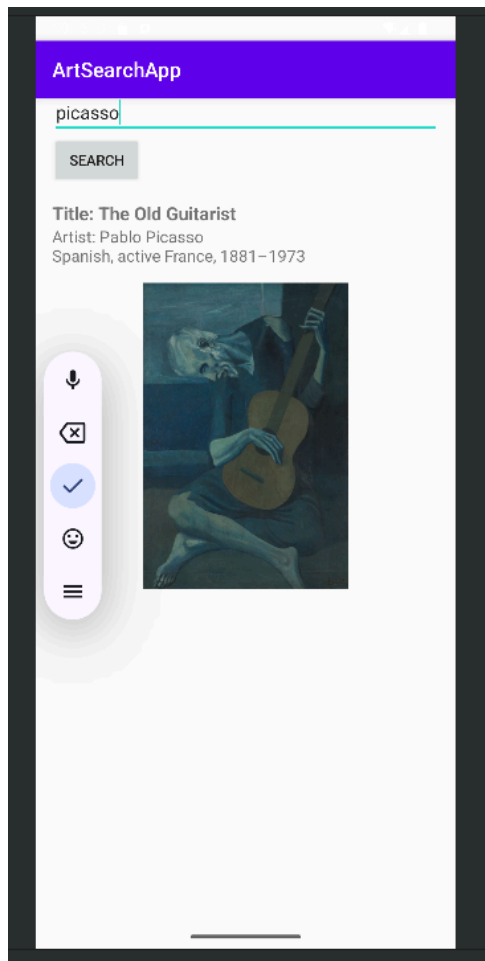 ArtSearchApp
picasso
SEARCH
Title: The Old Guitarist
Artist: Pablo Picasso
Spanish, active France, 1881–1973